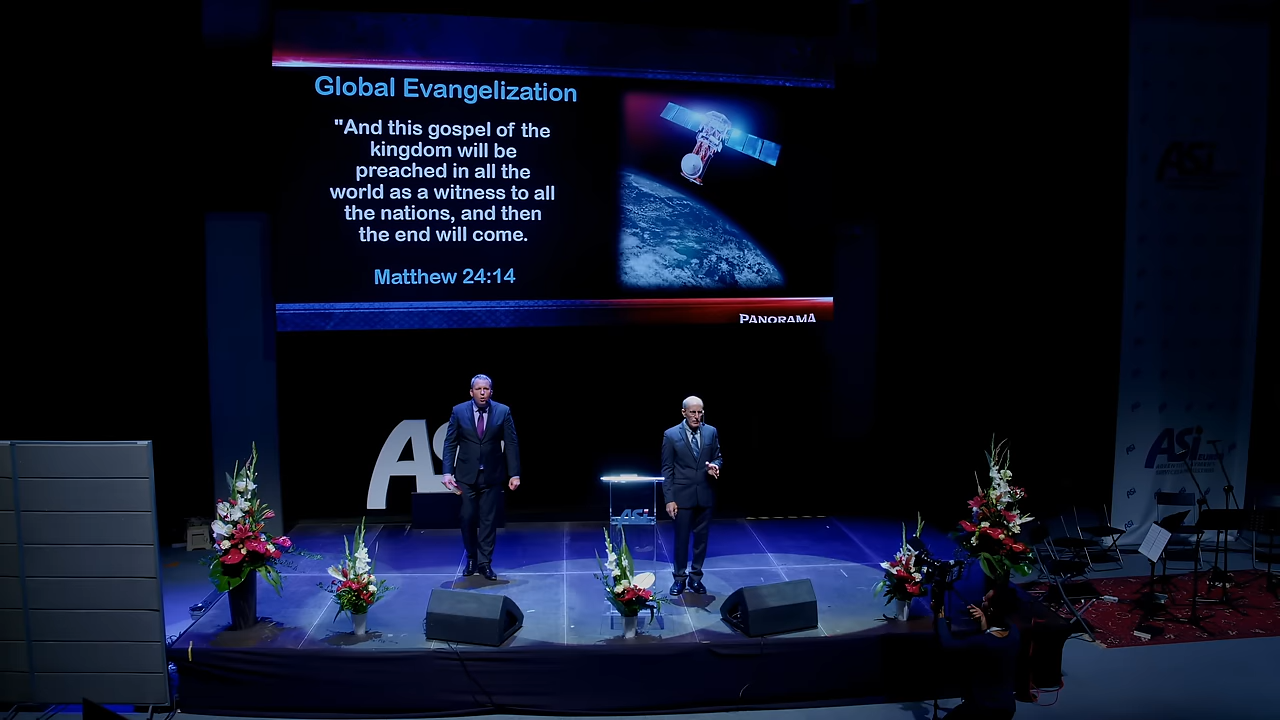 Global Evangelization
"And this gospel of the
kingdom will be
preached in all the
world as a witness to all
the nations, and then
the end will come.
Matthew 24:14
PANORAMA
ASi
ASi
AS
ASi